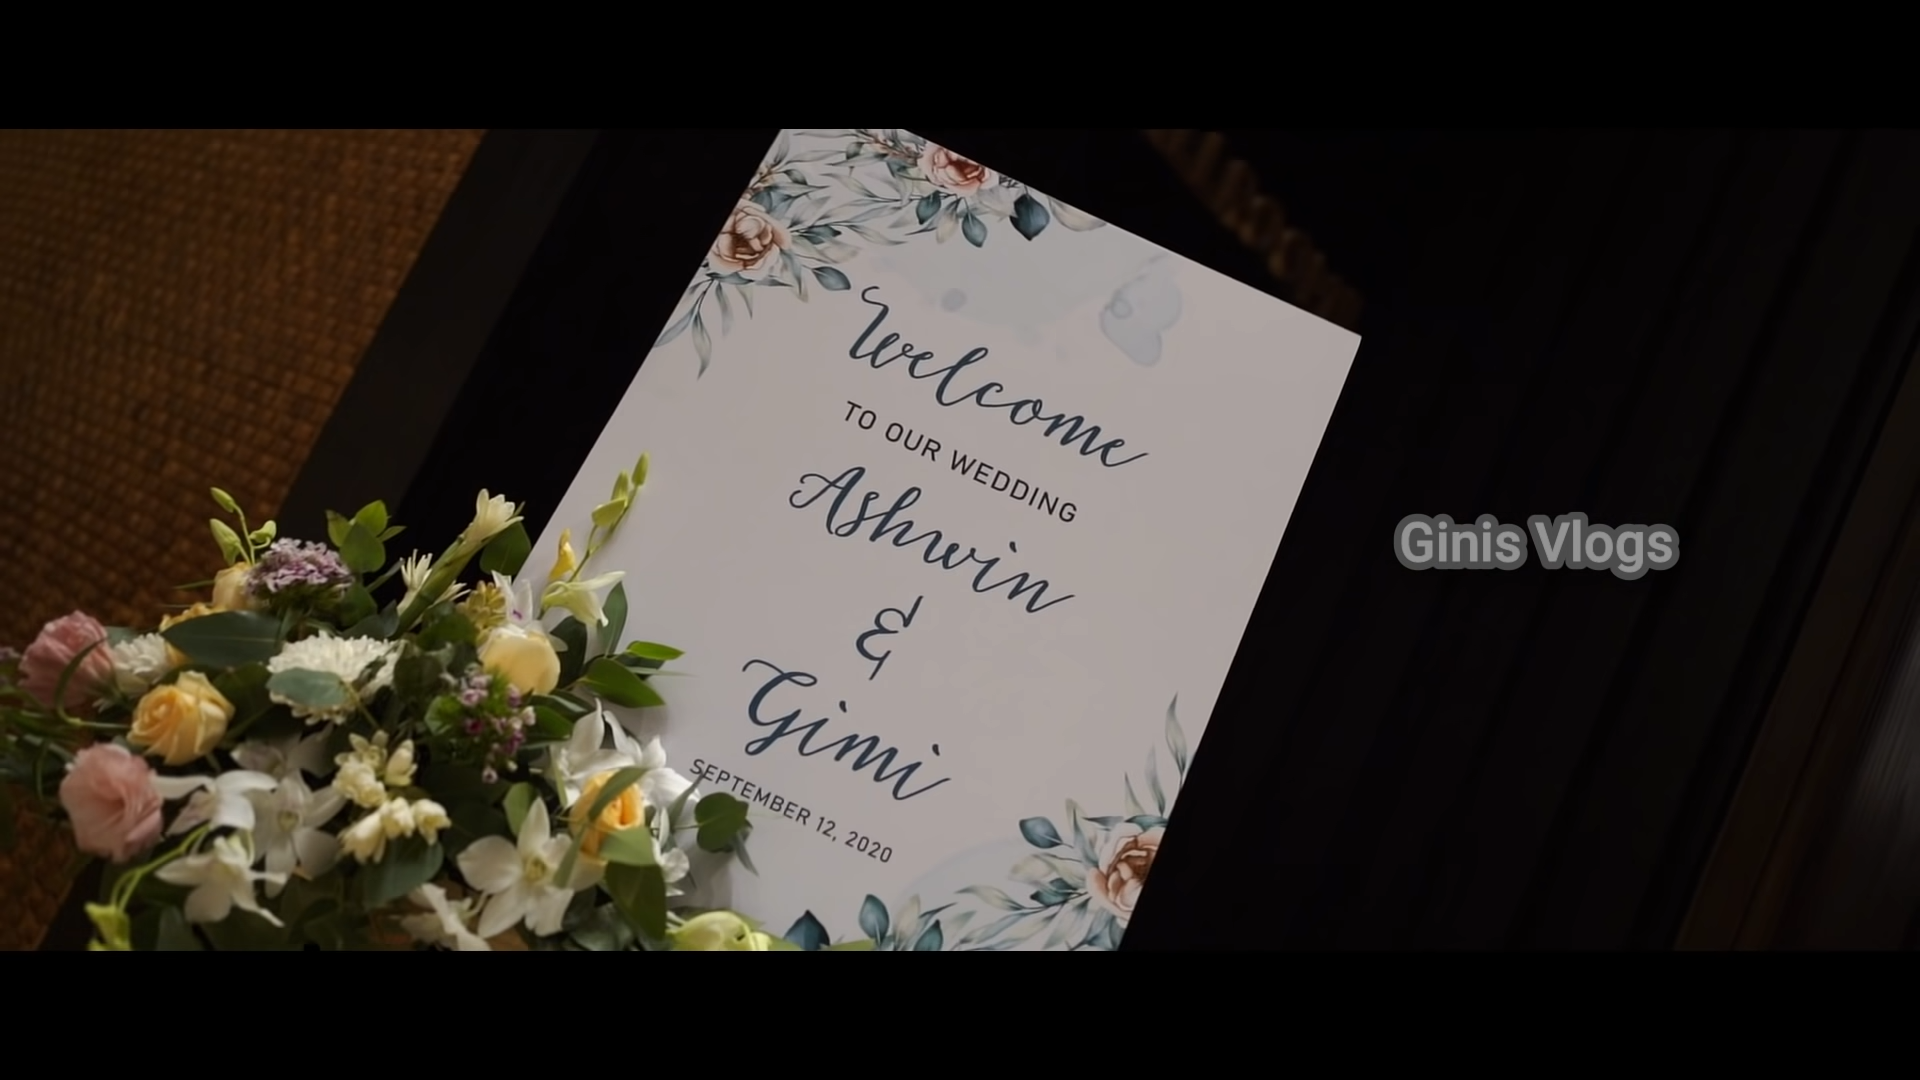 Welcome
TO OUR WEDDING
Ashwin
&
Gimi
SEPTEMBER 12, 2020
Ginis Vlogs